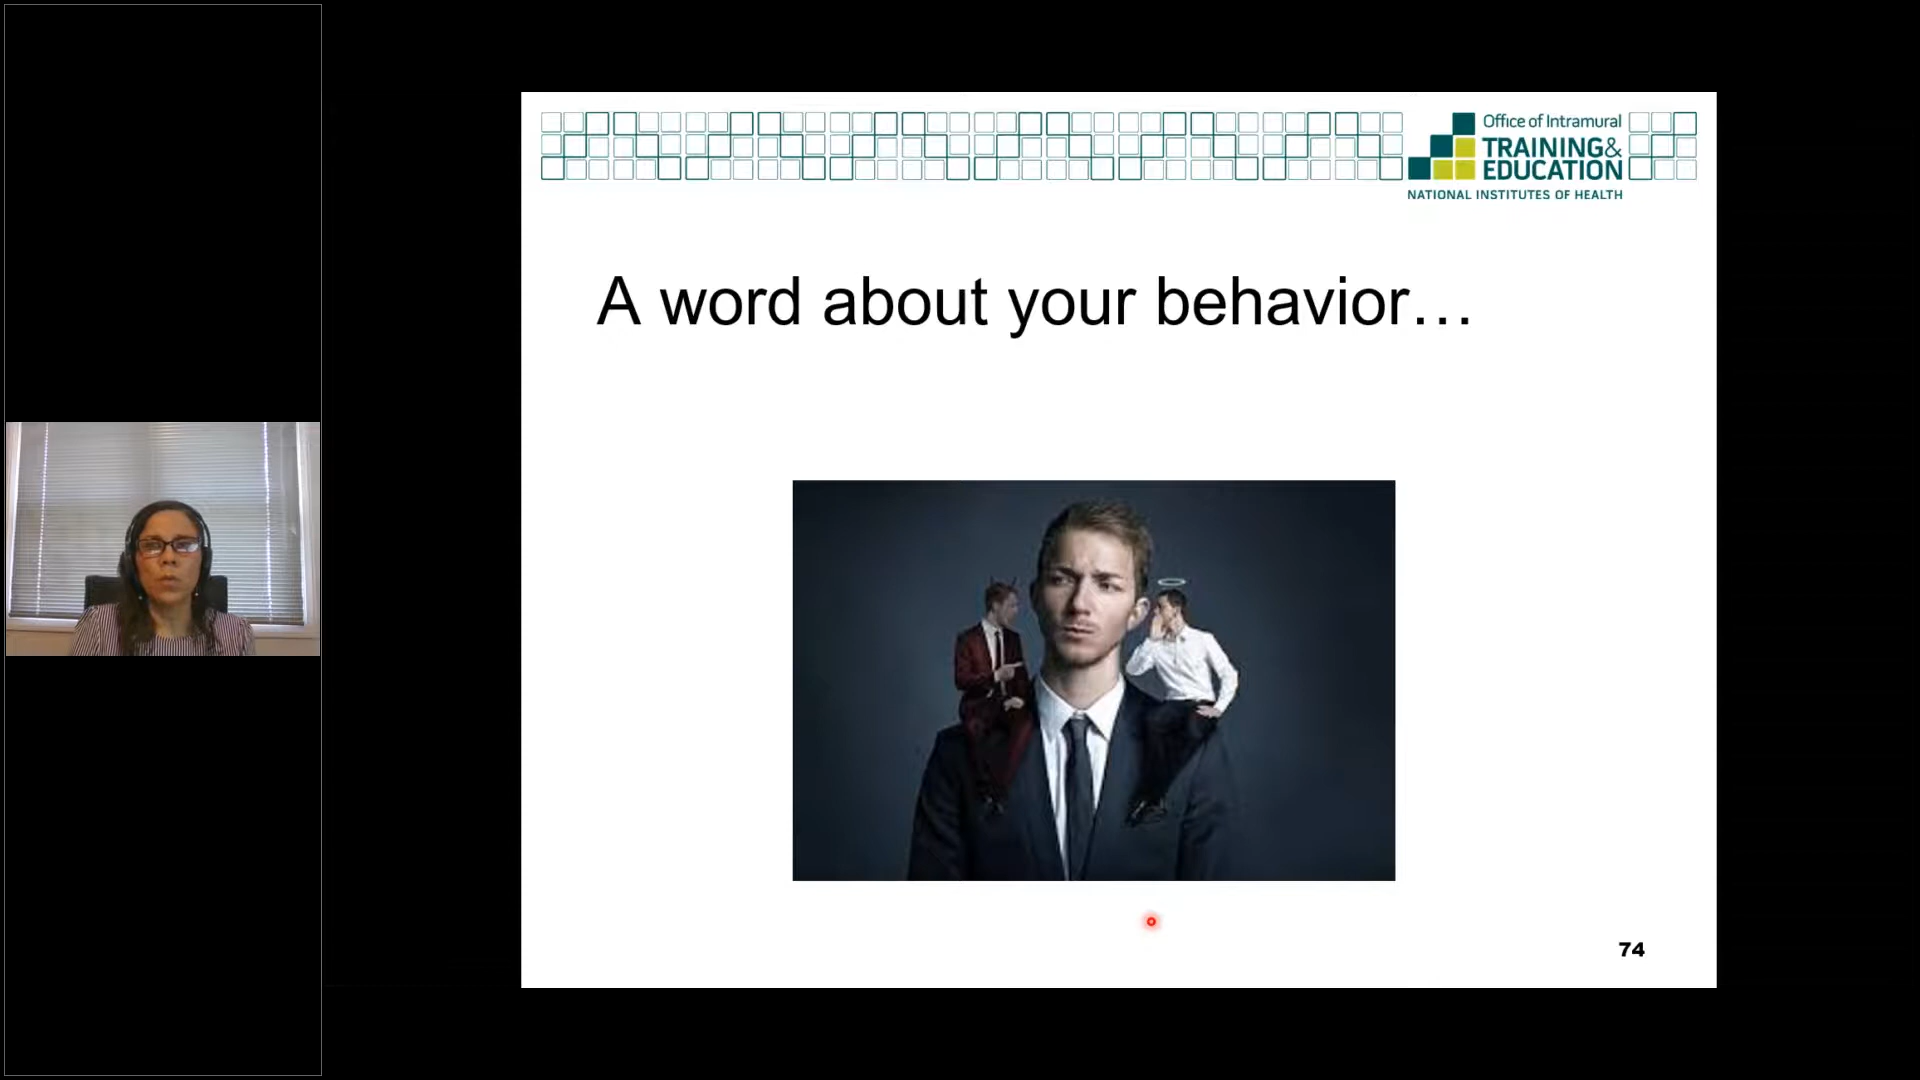 Office of Intramural
TRAINING&
EDUCATION
NATIONAL INSTITUTES OF HEALTH
A word about your behavior…
74